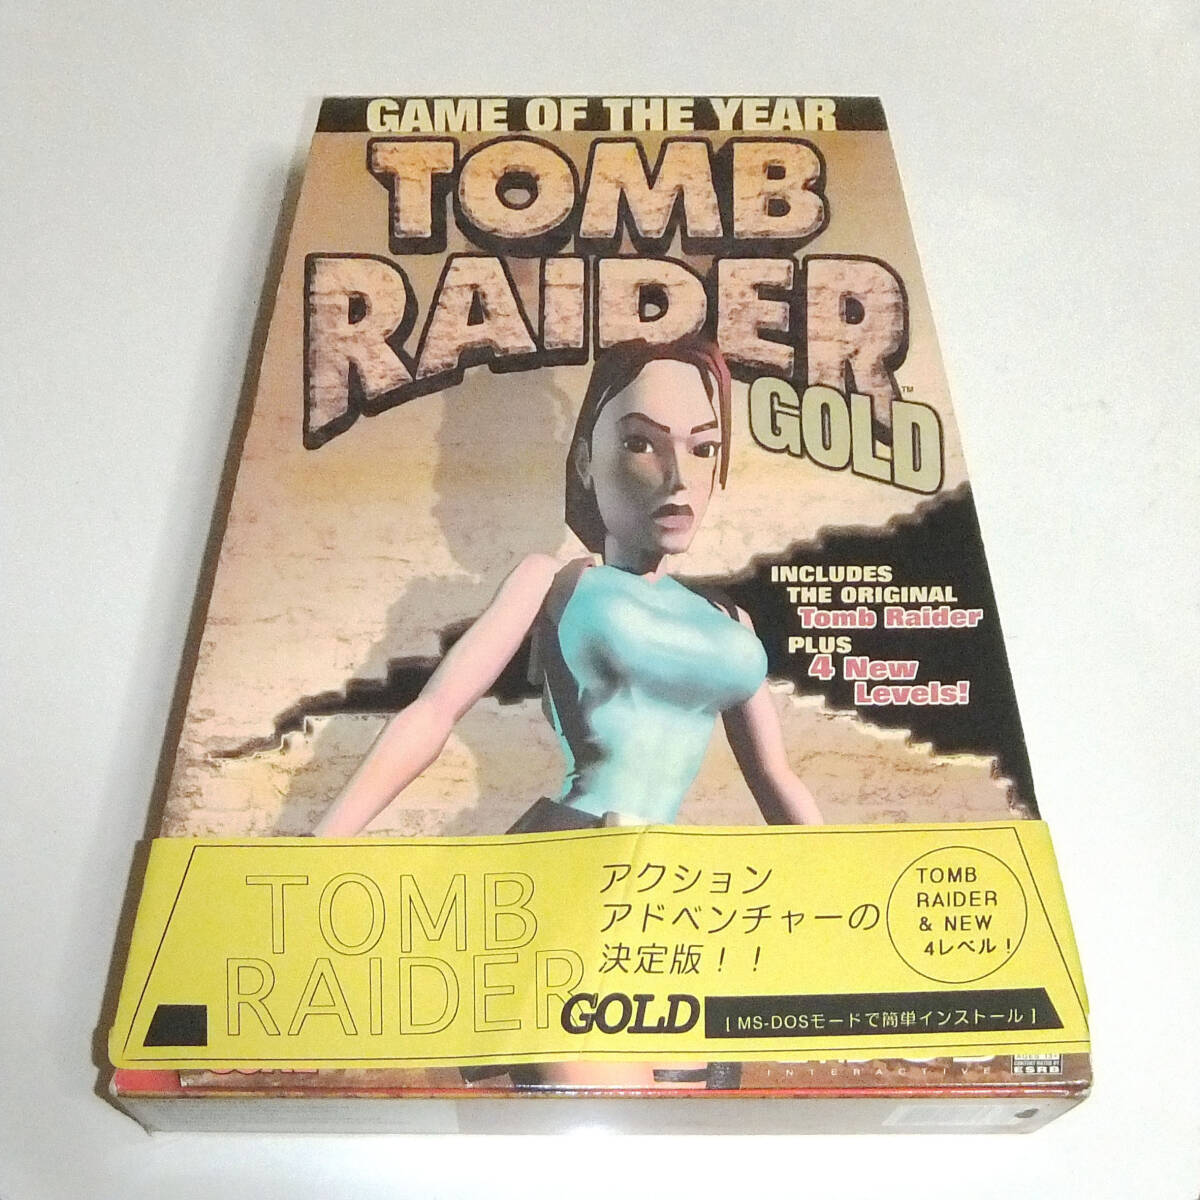 GAME OF THE YEAR
TOMB
RAIDER
TM
GOLD
INCLUDES
THE ORIGINAL
Tomb Raider
PLUS
4 New
Levels!
TOMB
RAIDER
GOLD
アクション
アドベンチャーの
決定版！！
TOMB
RAIDER
& NEW
4レベル！
[ MS-DOSモードで簡単インストール ]
INTERACTIVE
ESRB